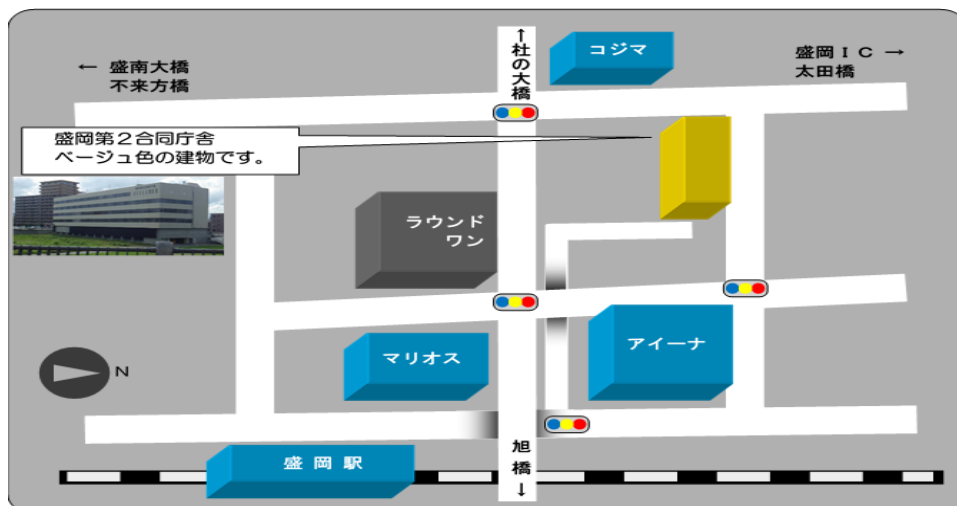 ← 盛南大橋
不来方橋
↑杜の大橋
コジマ
盛岡ＩＣ →
太田橋
盛岡第２合同庁舎
ベージュ色の建物です。
ラウンド
ワン
マリオス
アイーナ
N
盛岡駅
旭橋↓